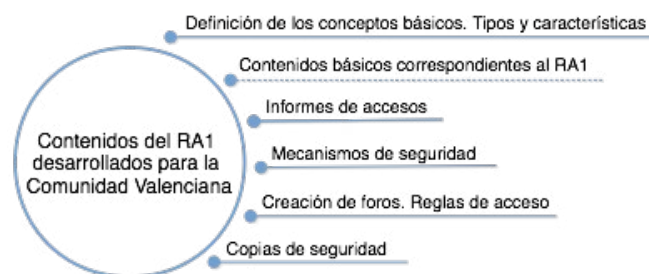 Definición de los conceptos básicos. Tipos y características
Contenidos básicos correspondientes al RA1
Informes de accesos
Contenidos del RA1
desarrollados para la
Comunidad Valenciana
Mecanismos de seguridad
Creación de foros. Reglas de acceso
Copias de seguridad